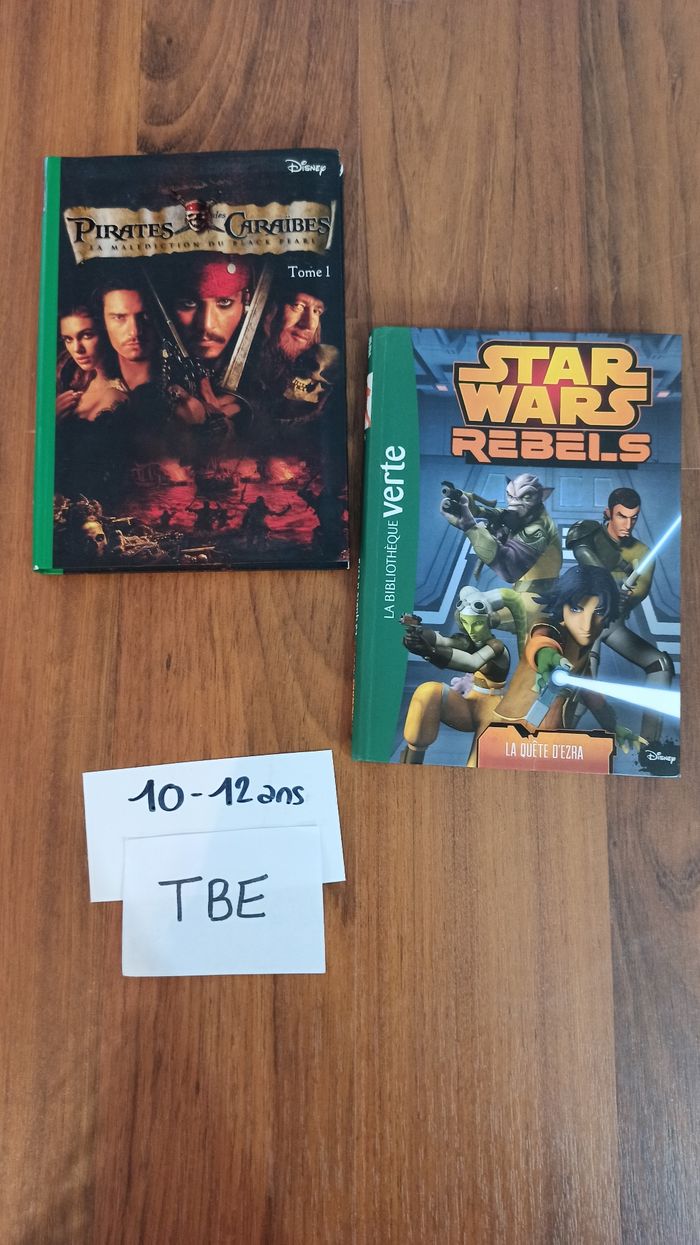 Disney
PIRATES des CARAÏBES
LA MALÉDICTION DU BLACK PEARL
Tome 1
STAR
WARS
REBELS
LA BIBLIOTHÈQUE verte
LA QUÊTE D'EZRA
Disney
10-12 ans
TBE